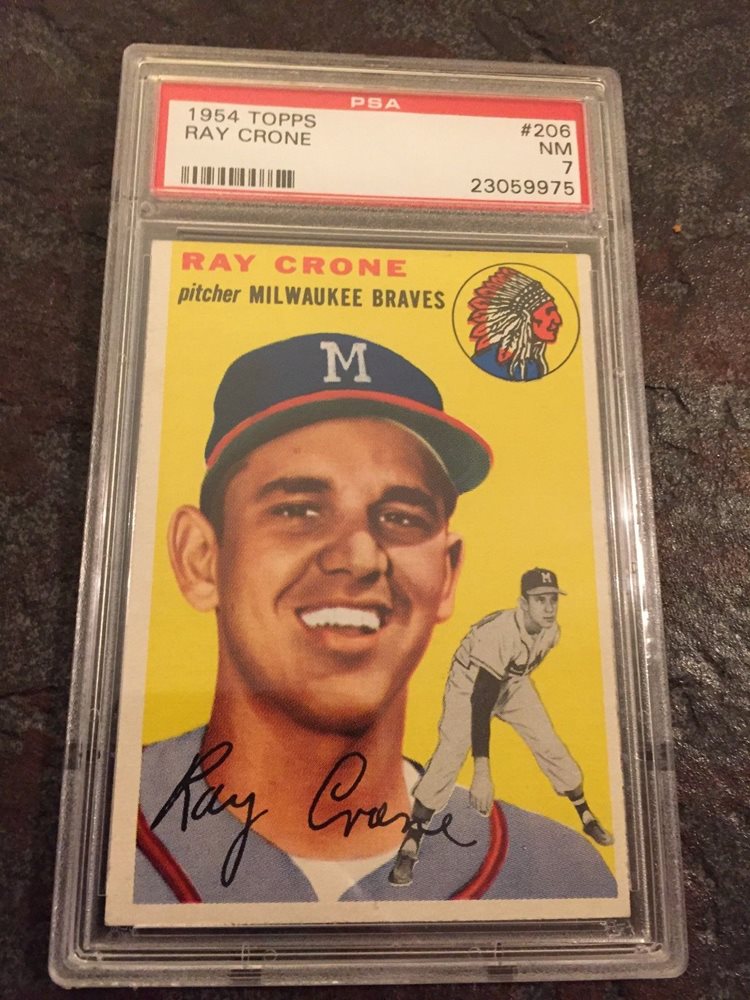 PSA
1954 TOPPS #206
RAY CRONE NM
7
23059975
RAY CRONE
pitcher MILWAUKEE BRAVES
M
M
Ray Crone